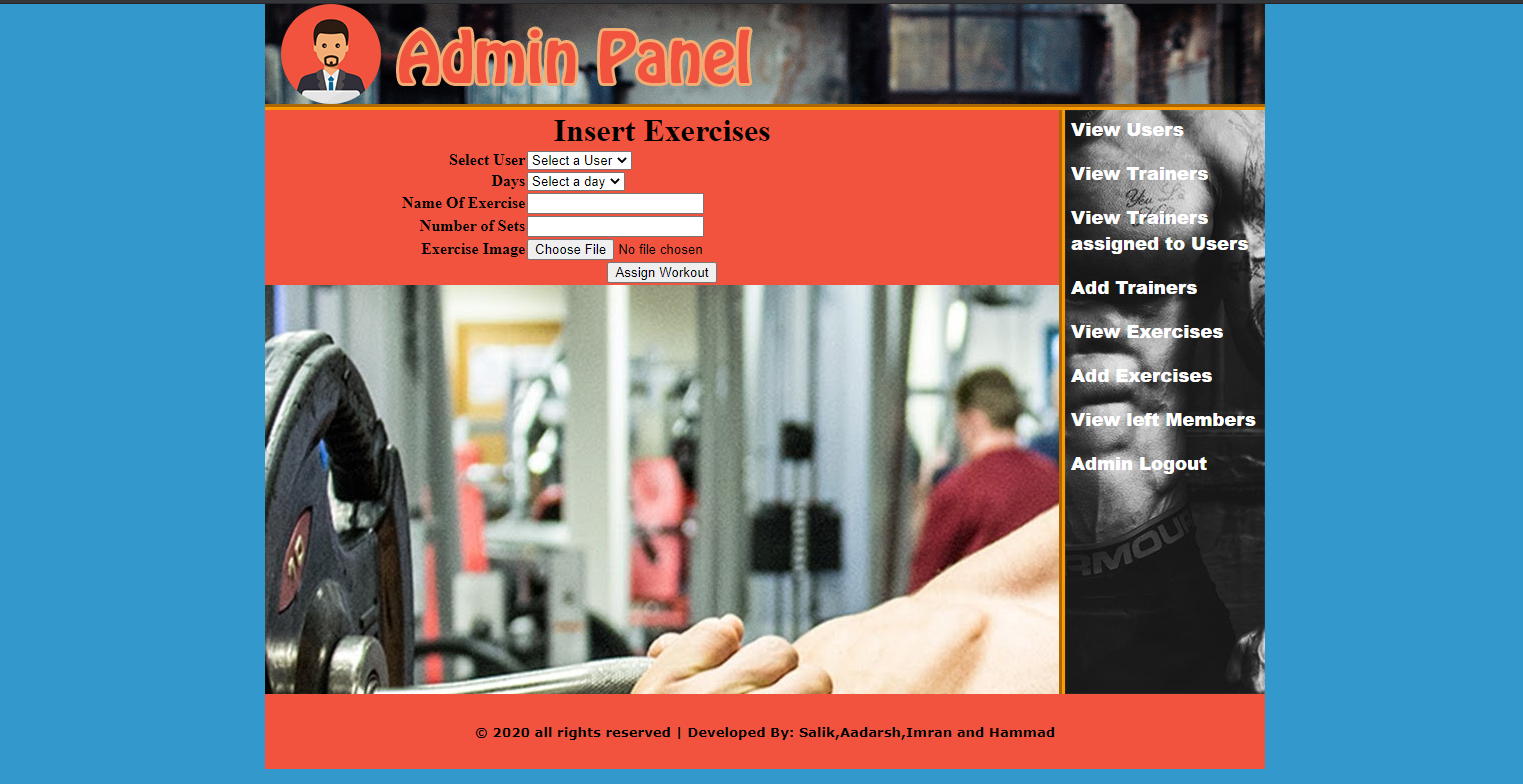 Admin Panel
Insert Exercises
Select User Select a User
Days Select a day
Name Of Exercise
Number of Sets
Exercise Image Choose File No file chosen
Assign Workout
View Users
View Trainers
View Trainers
assigned to Users
Add Trainers
View Exercises
Add Exercises
View left Members
Admin Logout
© 2020 all rights reserved | Developed By: Salik,Aadarsh,Imran and Hammad